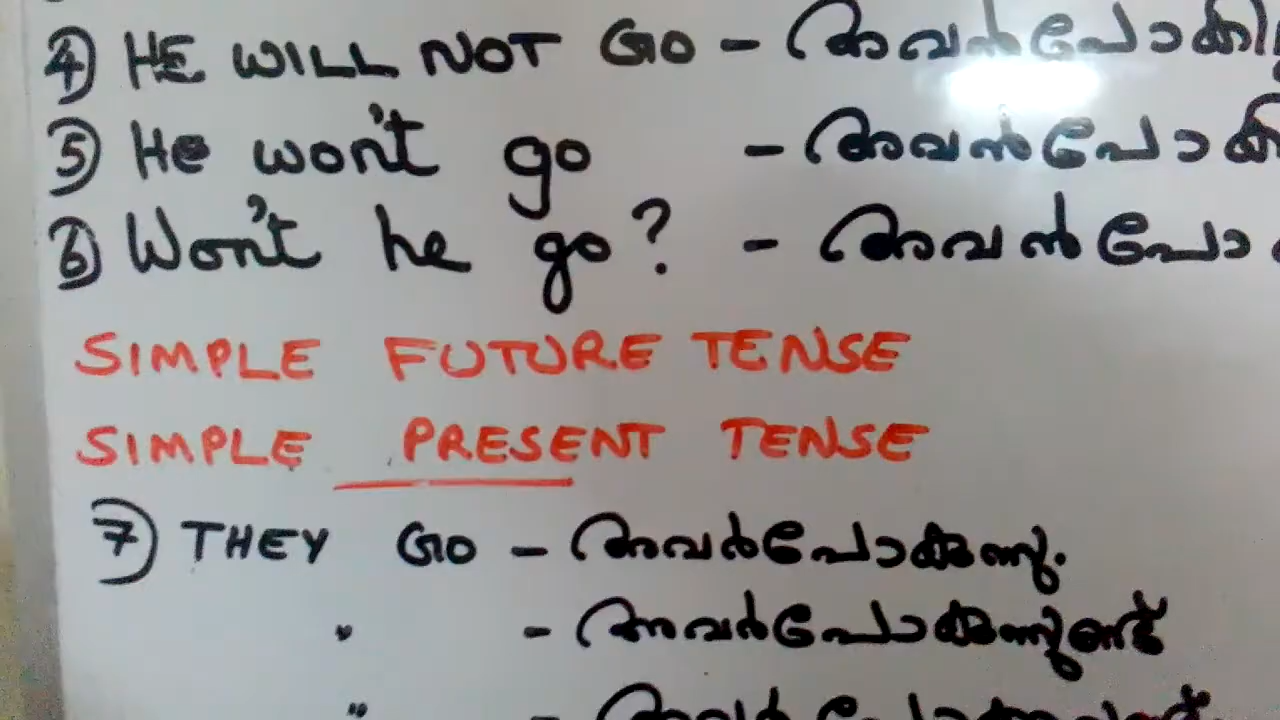 ④ HE WILL NOT GO - അവൻ പോകി
⑤ He won't go - അവൻ പോകി
⑥ Won't he go? - അവൻ പോ
SIMPLE FUTURE TENSE
SIMPLE PRESENT TENSE
⑦ THEY GO - അവർ പോകുന്നു.
" - അവർ പോകുന്നുണ്ട്
" - അവർ